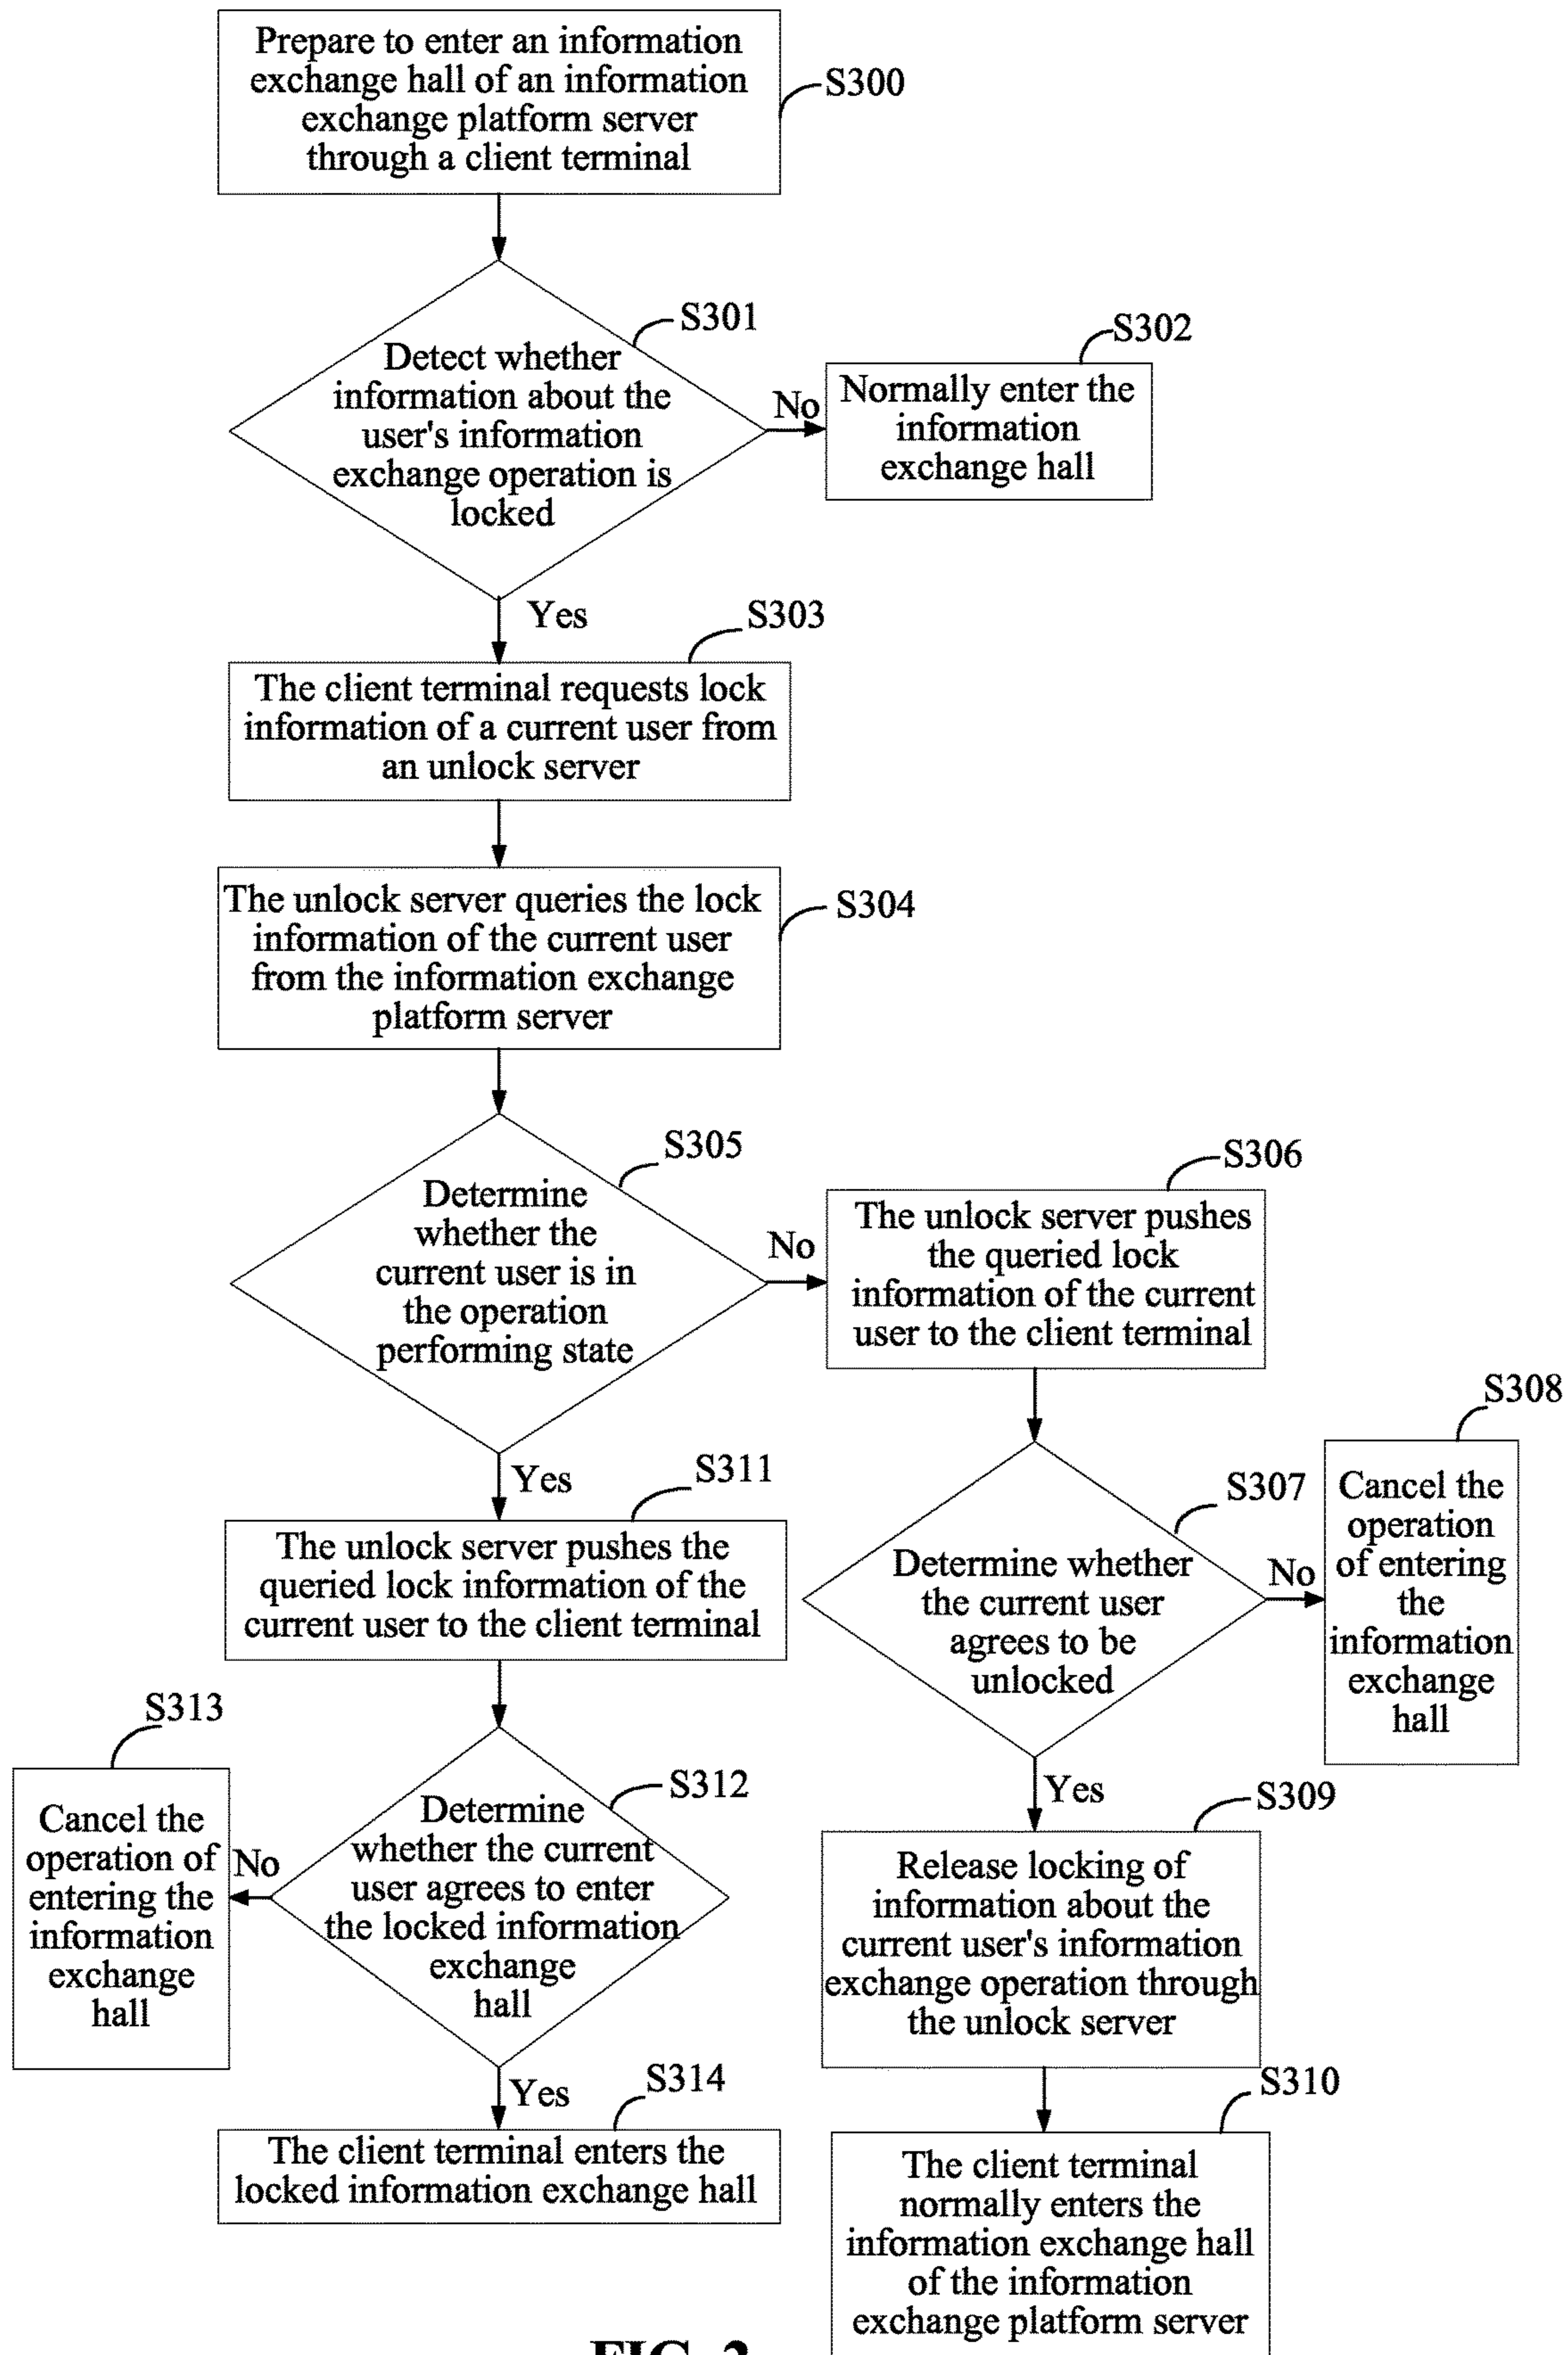 Prepare to enter an information
exchange hall of an information
exchange platform server
through a client terminal
S300
S301
Detect whether
information about the
user's information
exchange operation is
locked
No
S302
Normally enter the
information
exchange hall
Yes
S303
The client terminal requests lock
information of a current user from
an unlock server
The unlock server queries the lock
information of the current user
from the information exchange
platform server
S304
S305
Determine
whether the
current user is in
the operation
performing state
No
S306
The unlock server pushes
the queried lock
information of the current
user to the client terminal
S307
Determine whether
the current user
agrees to be
unlocked
No
S308
Cancel the
operation
of entering
the
information
exchange
hall
Yes
S309
Release locking of
information about the
current user's information
exchange operation through
the unlock server
S310
The client terminal
normally enters the
information exchange hall
of the information
exchange platform server
Yes
S311
The unlock server pushes the
queried lock information of the
current user to the client terminal
S312
Determine
whether the current
user agrees to enter
the locked information
exchange
hall
No
S313
Cancel the
operation of
entering the
information
exchange
hall
Yes
S314
The client terminal enters the
locked information exchange hall
FIG.